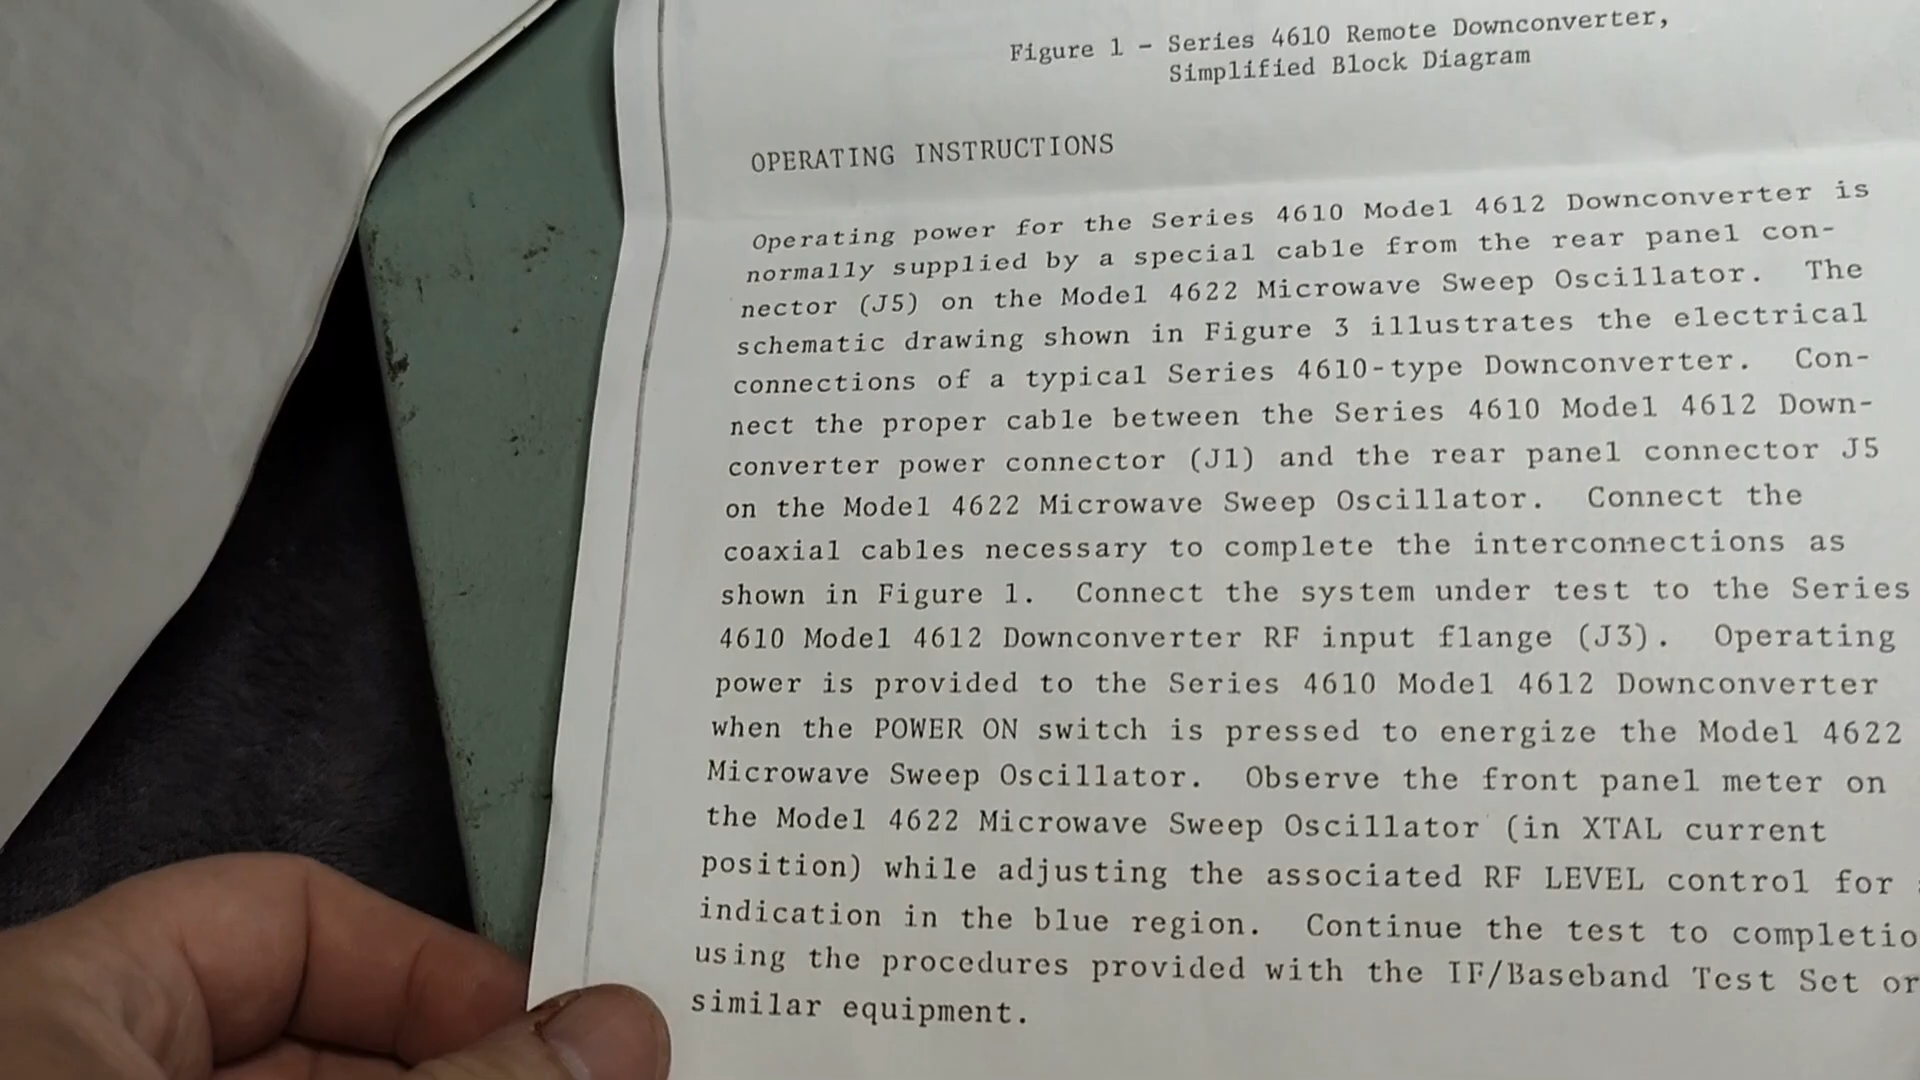 Figure 1 - Series 4610 Remote Downconverter,
Simplified Block Diagram
OPERATING INSTRUCTIONS
Operating power for the Series 4610 Model 4612 Downconverter is
normally supplied by a special cable from the rear panel con-
nector (J5) on the Model 4622 Microwave Sweep Oscillator. The
schematic drawing shown in Figure 3 illustrates the electrical
connections of a typical Series 4610-type Downconverter. Con-
nect the proper cable between the Series 4610 Model 4612 Down-
converter power connector (J1) and the rear panel connector J5
on the Model 4622 Microwave Sweep Oscillator. Connect the
coaxial cables necessary to complete the interconnections as
shown in Figure 1. Connect the system under test to the Series
4610 Model 4612 Downconverter RF input flange (J3). Operating
power is provided to the Series 4610 Model 4612 Downconverter
when the POWER ON switch is pressed to energize the Model 4622
Microwave Sweep Oscillator. Observe the front panel meter on
the Model 4622 Microwave Sweep Oscillator (in XTAL current
position) while adjusting the associated RF LEVEL control for
indication in the blue region. Continue the test to completio
using the procedures provided with the IF/Baseband Test Set or
similar equipment.